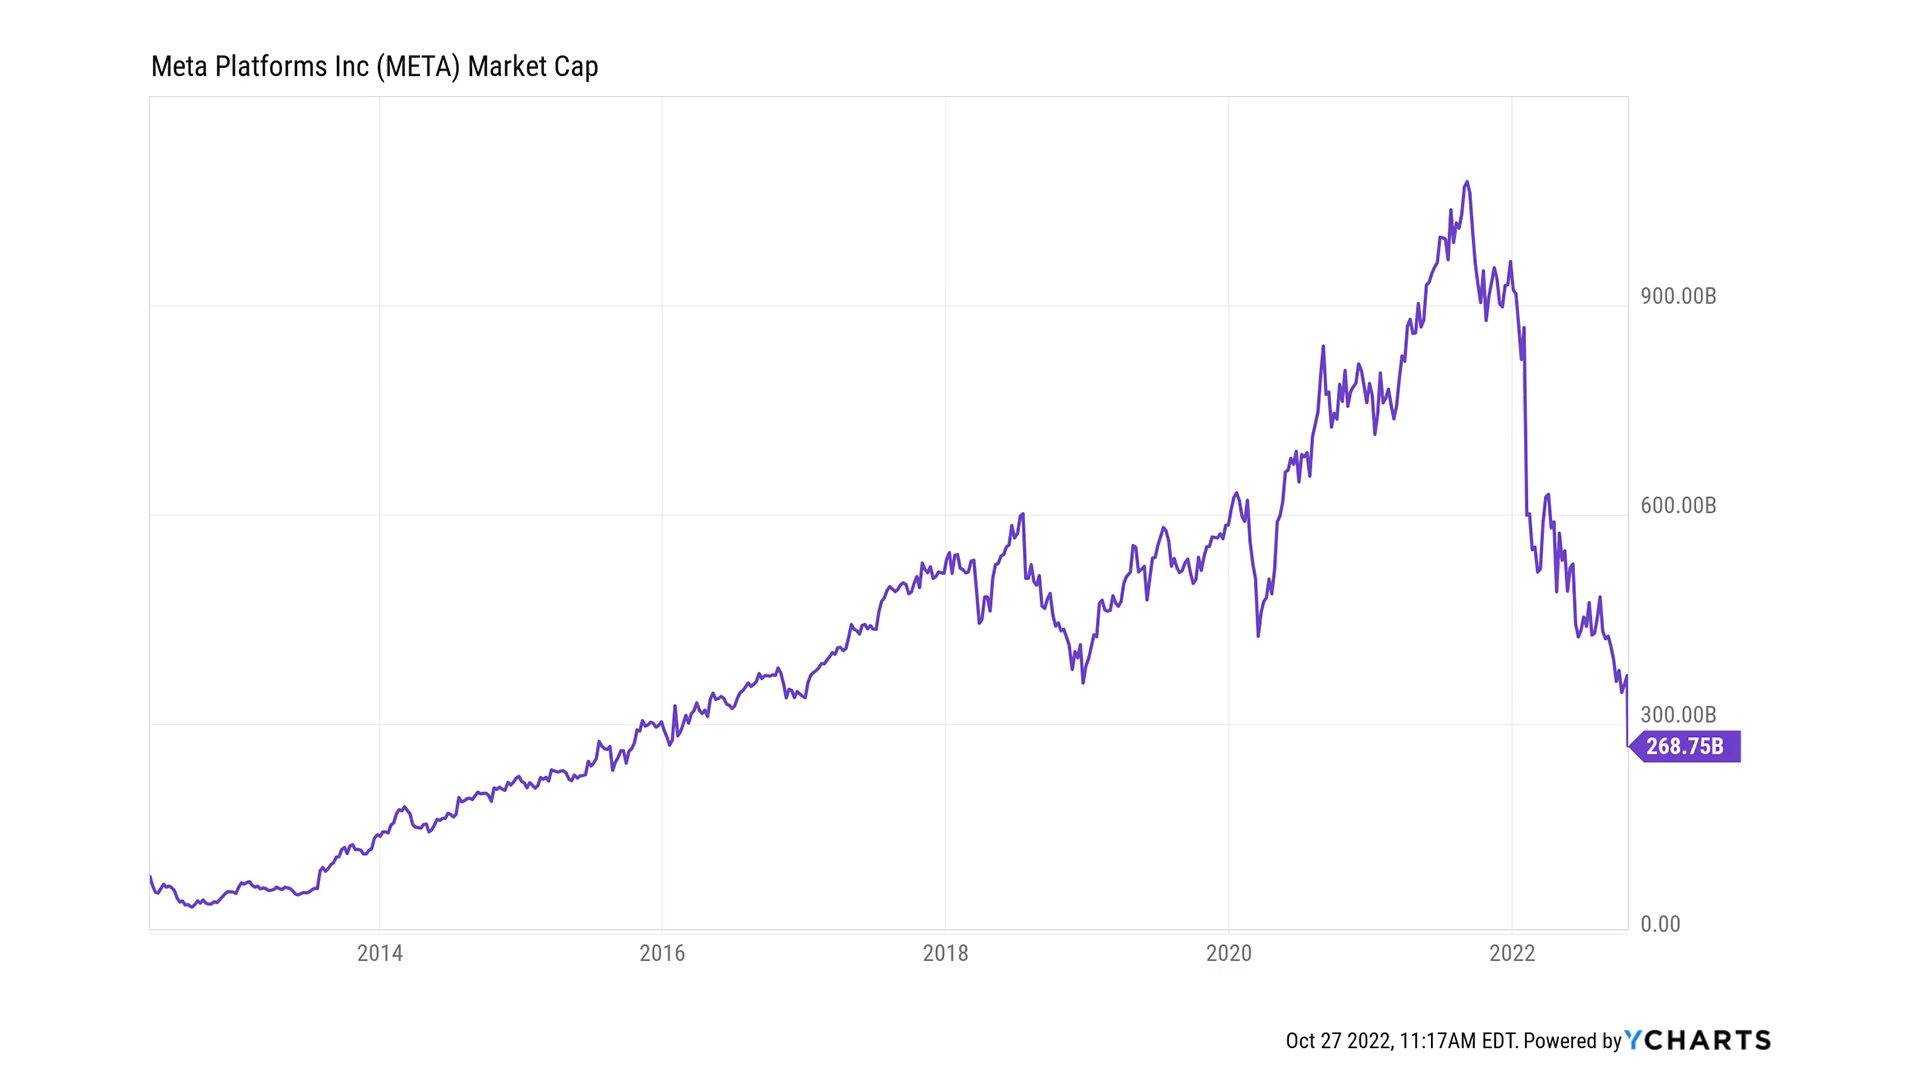 Meta Platforms Inc (META) Market Cap
900.00B
600.00B
300.00B
268.75B
0.00
2014 2016 2018 2020 2022
Oct 27 2022, 11:17AM EDT. Powered by YCHARTS